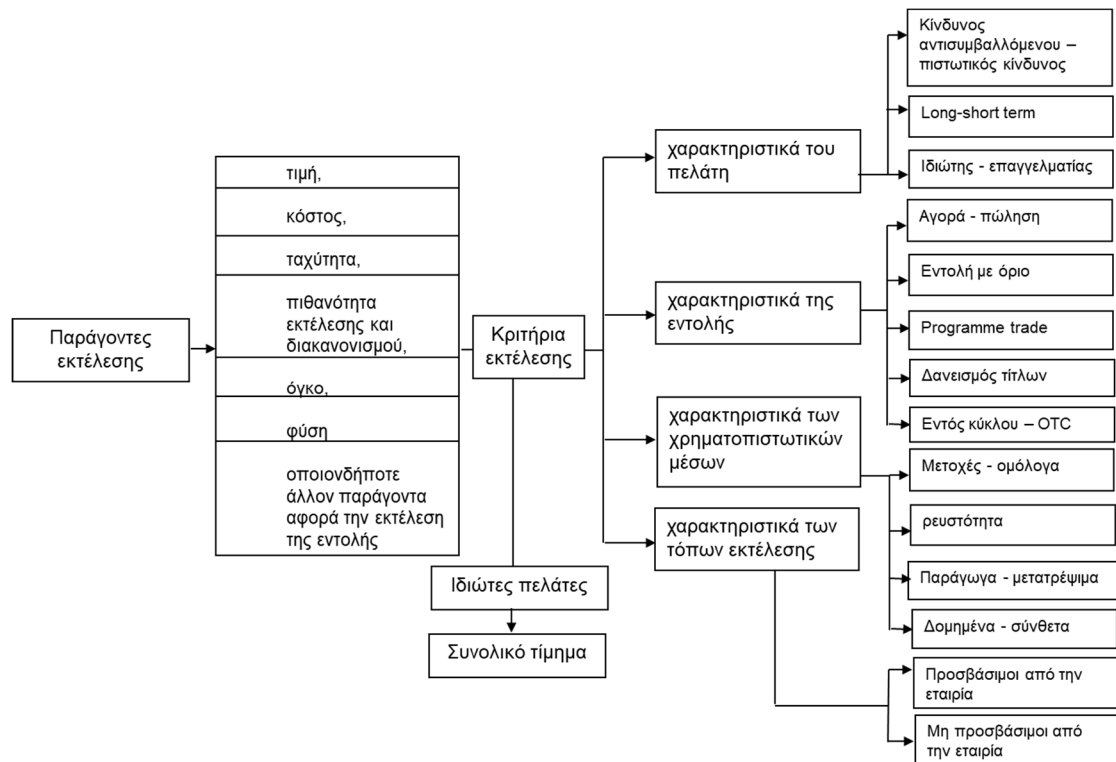 Παράγοντες
εκτέλεσης
τιμή,
κόστος,
ταχύτητα,
πιθανότητα
εκτέλεσης και
διακανονισμού,
όγκο,
φύση
οποιονδήποτε
άλλον παράγοντα
αφορά την εκτέλεση
της εντολής
Κριτήρια
εκτέλεσης
Ιδιώτες πελάτες
Συνολικό τίμημα
χαρακτηριστικά του
πελάτη
Κίνδυνος
αντισυμβαλλόμενου –
πιστωτικός κίνδυνος
Long-short term
Ιδιώτης - επαγγελματίας
χαρακτηριστικά της
εντολής
Αγορά - πώληση
Εντολή με όριο
Programme trade
Δανεισμός τίτλων
Εντός κύκλου – OTC
χαρακτηριστικά των
χρηματοπιστωτικών
μέσων
Μετοχές - ομόλογα
ρευστότητα
Παράγωγα - μετατρέψιμα
Δομημένα - σύνθετα
χαρακτηριστικά των
τόπων εκτέλεσης
Προσβάσιμοι από την
εταιρία
Μη προσβάσιμοι από
την εταιρία